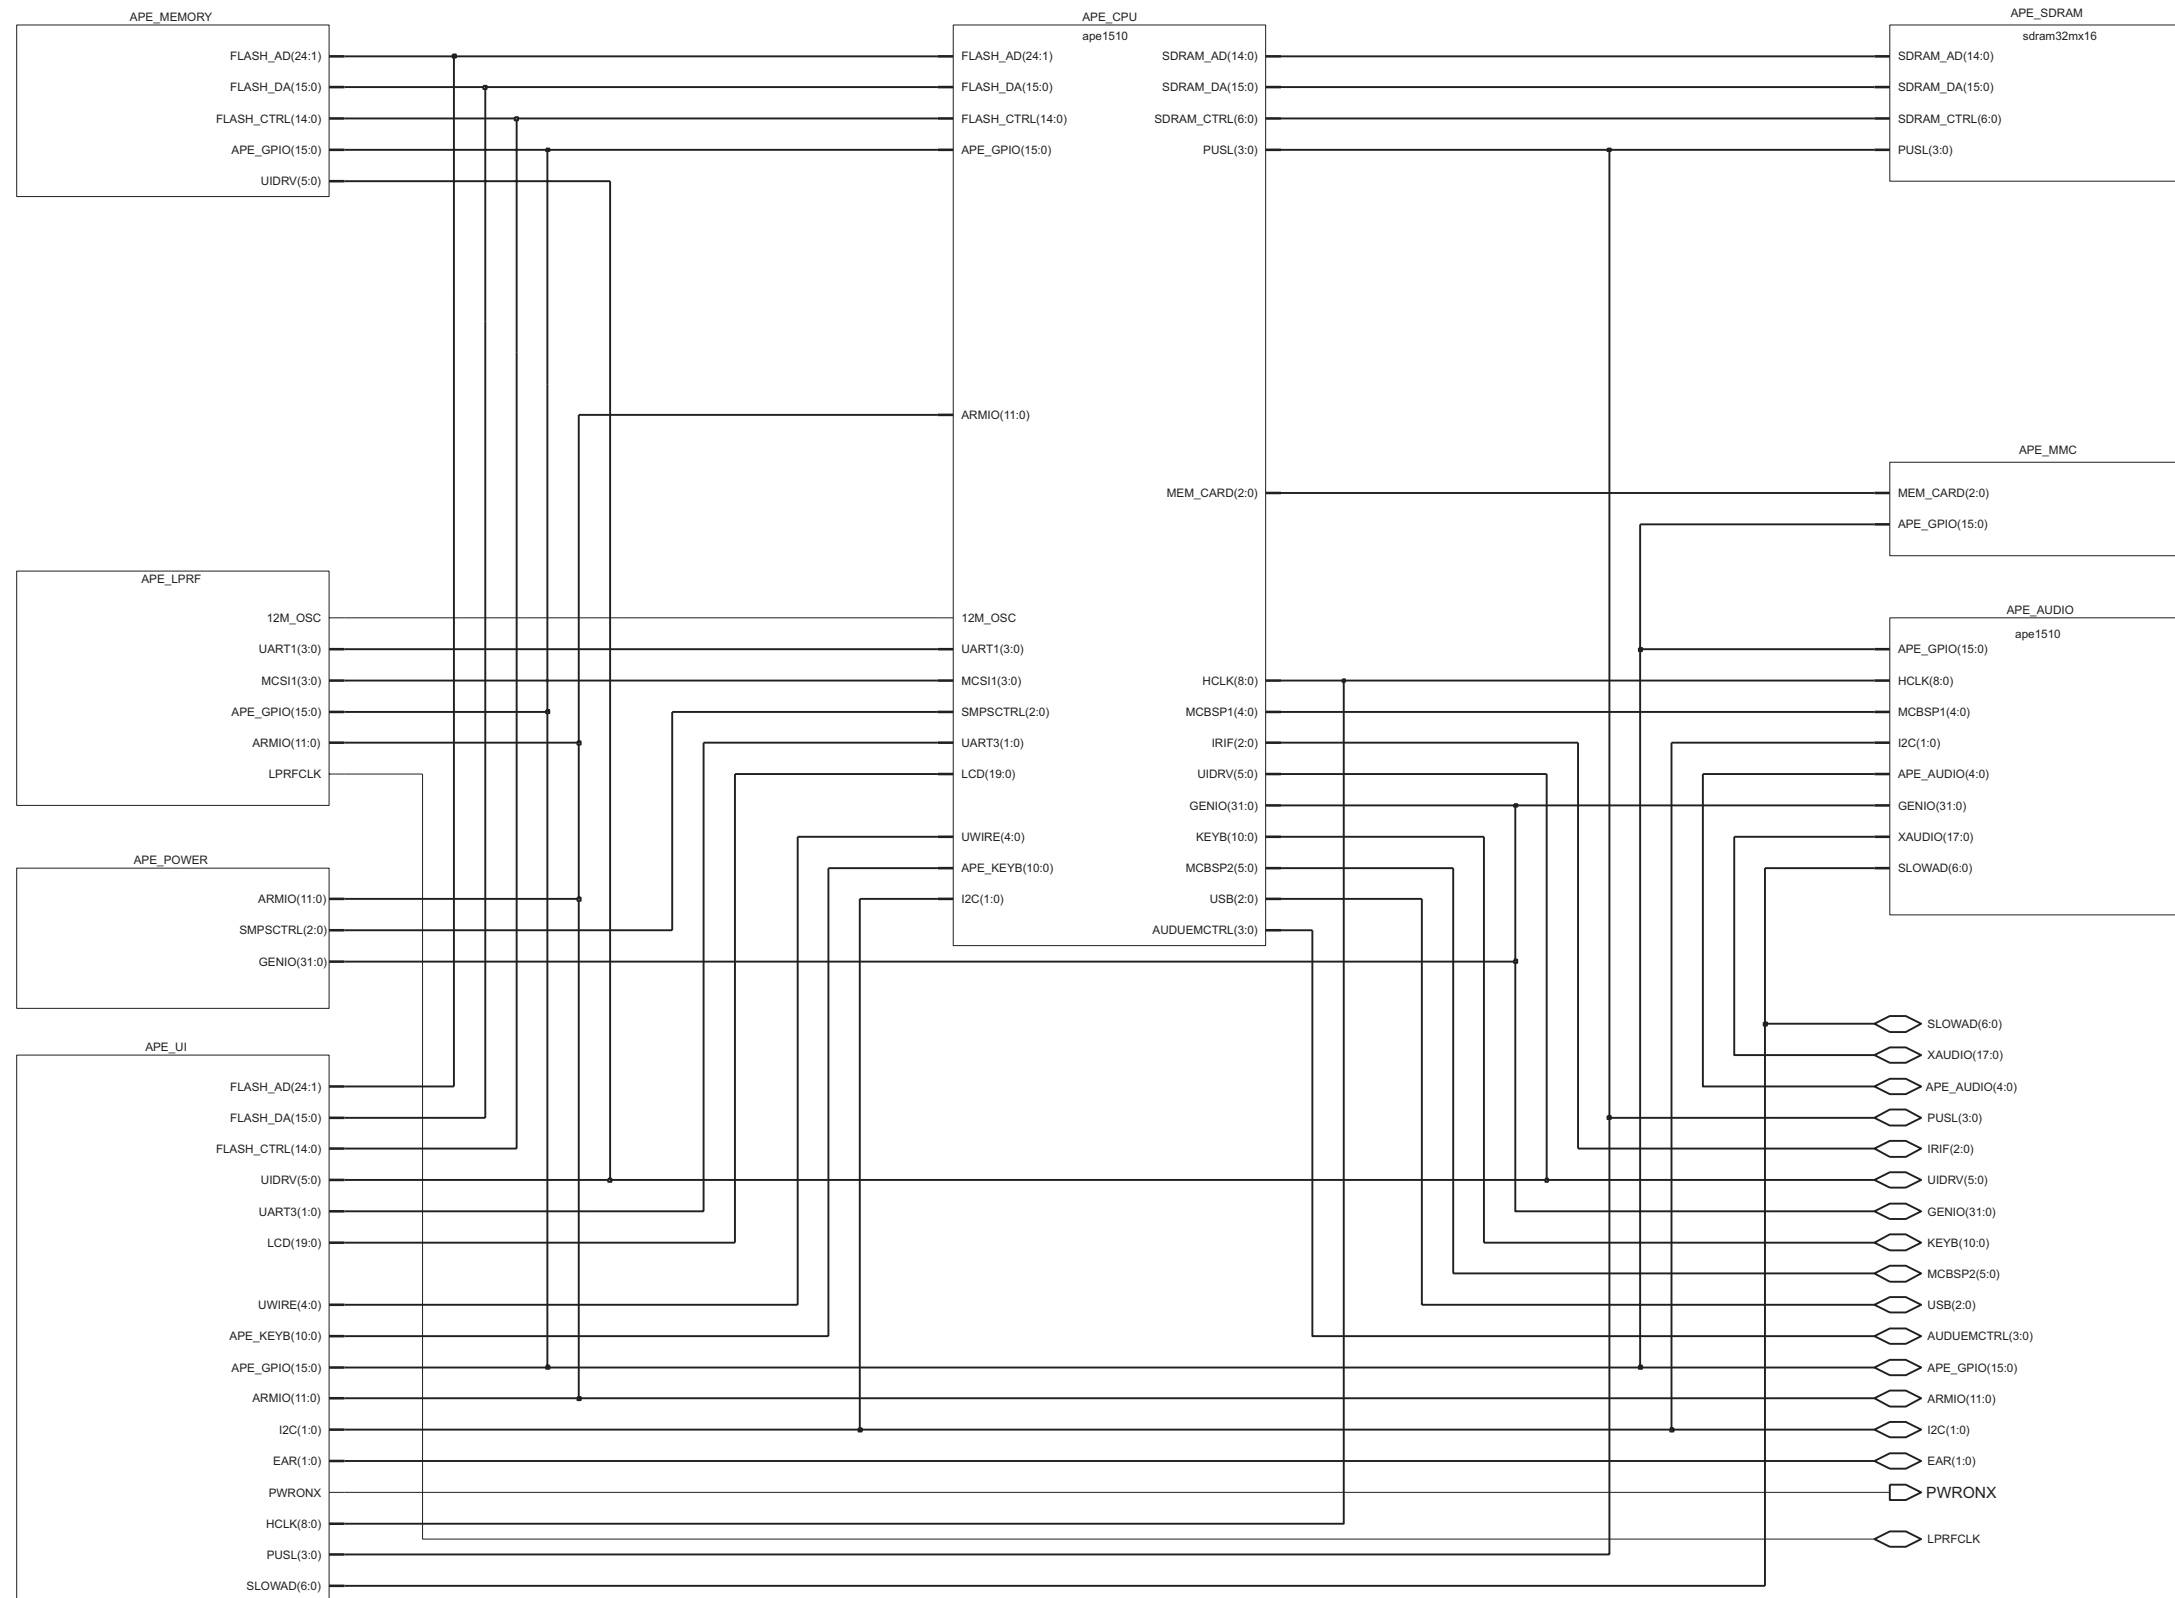 APE_MEMORY
FLASH_AD(24:1)
FLASH_DA(15:0)
FLASH_CTRL(14:0)
APE_GPIO(15:0)
UIDRV(5:0)
APE_LPRF
12M_OSC
UART1(3:0)
MCSI1(3:0)
APE_GPIO(15:0)
ARMIO(11:0)
LPRFCLK
APE_POWER
ARMIO(11:0)
SMPSCTRL(2:0)
GENIO(31:0)
APE_UI
FLASH_AD(24:1)
FLASH_DA(15:0)
FLASH_CTRL(14:0)
UIDRV(5:0)
UART3(1:0)
LCD(19:0)
UWIRE(4:0)
APE_KEYB(10:0)
APE_GPIO(15:0)
ARMIO(11:0)
I2C(1:0)
EAR(1:0)
PWRONX
HCLK(8:0)
PUSL(3:0)
SLOWAD(6:0)
APE_CPU
ape1510
FLASH_AD(24:1)
FLASH_DA(15:0)
FLASH_CTRL(14:0)
APE_GPIO(15:0)
ARMIO(11:0)
12M_OSC
UART1(3:0)
MCSI1(3:0)
SMPSCTRL(2:0)
UART3(1:0)
LCD(19:0)
UWIRE(4:0)
APE_KEYB(10:0)
I2C(1:0)
SDRAM_AD(14:0)
SDRAM_DA(15:0)
SDRAM_CTRL(6:0)
PUSL(3:0)
MEM_CARD(2:0)
HCLK(8:0)
MCBSP1(4:0)
IRIF(2:0)
UIDRV(5:0)
GENIO(31:0)
KEYB(10:0)
MCBSP2(5:0)
USB(2:0)
AUDUEMCTRL(3:0)
APE_SDRAM
sdram32mx16
SDRAM_AD(14:0)
SDRAM_DA(15:0)
SDRAM_CTRL(6:0)
PUSL(3:0)
APE_MMC
MEM_CARD(2:0)
APE_GPIO(15:0)
APE_AUDIO
ape1510
APE_GPIO(15:0)
HCLK(8:0)
MCBSP1(4:0)
I2C(1:0)
APE_AUDIO(4:0)
GENIO(31:0)
XAUDIO(17:0)
SLOWAD(6:0)
SLOWAD(6:0)
XAUDIO(17:0)
APE_AUDIO(4:0)
PUSL(3:0)
IRIF(2:0)
UIDRV(5:0)
GENIO(31:0)
KEYB(10:0)
MCBSP2(5:0)
USB(2:0)
AUDUEMCTRL(3:0)
APE_GPIO(15:0)
ARMIO(11:0)
I2C(1:0)
EAR(1:0)
PWRONX
LPRFCLK